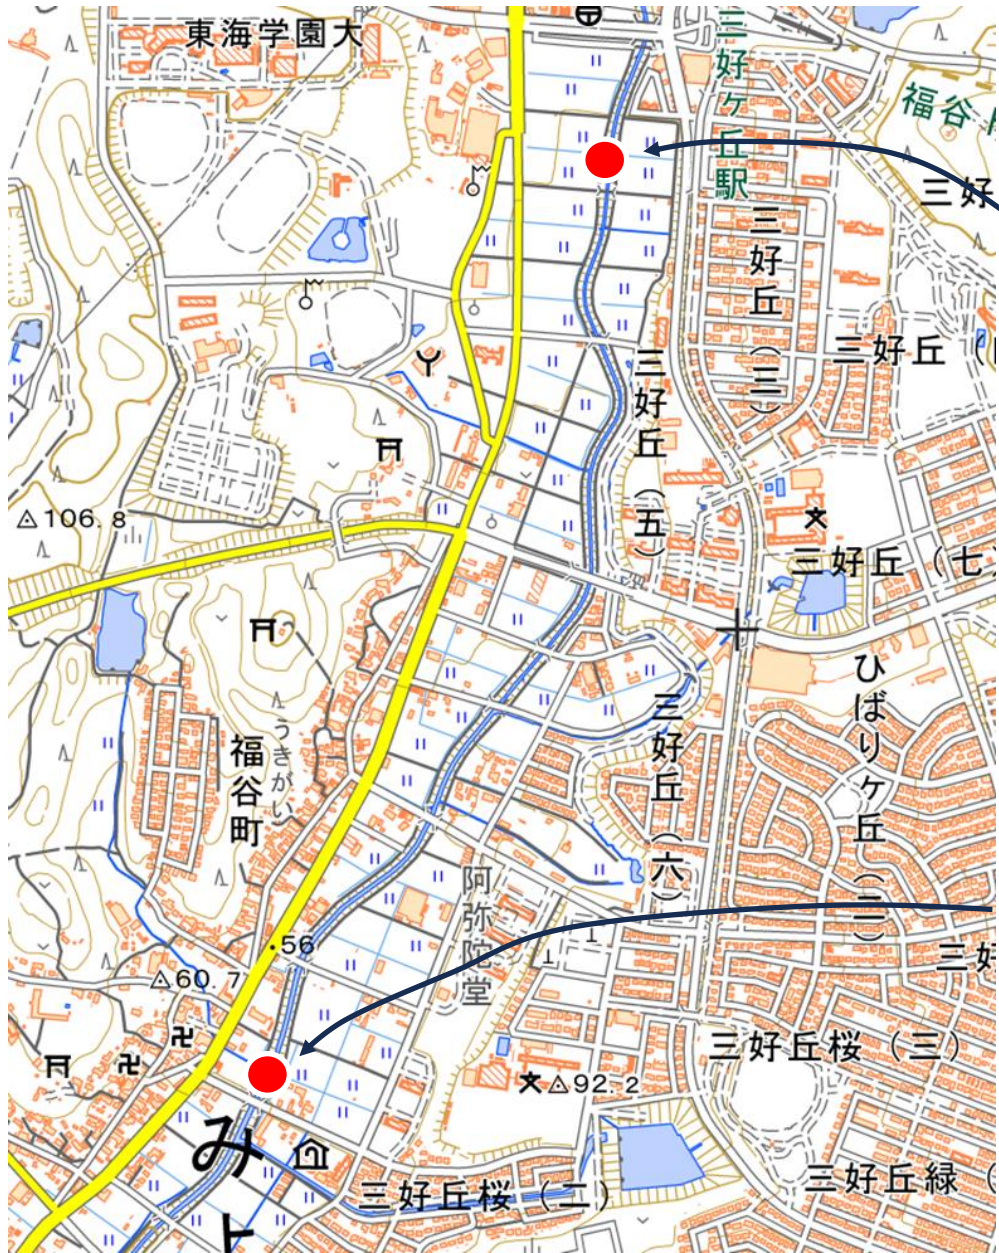 東海学園大
三好ケ丘駅
福谷
三好
三好丘（三）
三好丘
三好丘（五）
106.8
三好丘（七）
ひばりケ丘（二）
三好丘（六）
福谷町
うきがい
阿弥陀堂
56
60.7
三好
三好丘桜（三）
92.2
み
よ
三好丘桜（二）
三好丘緑（